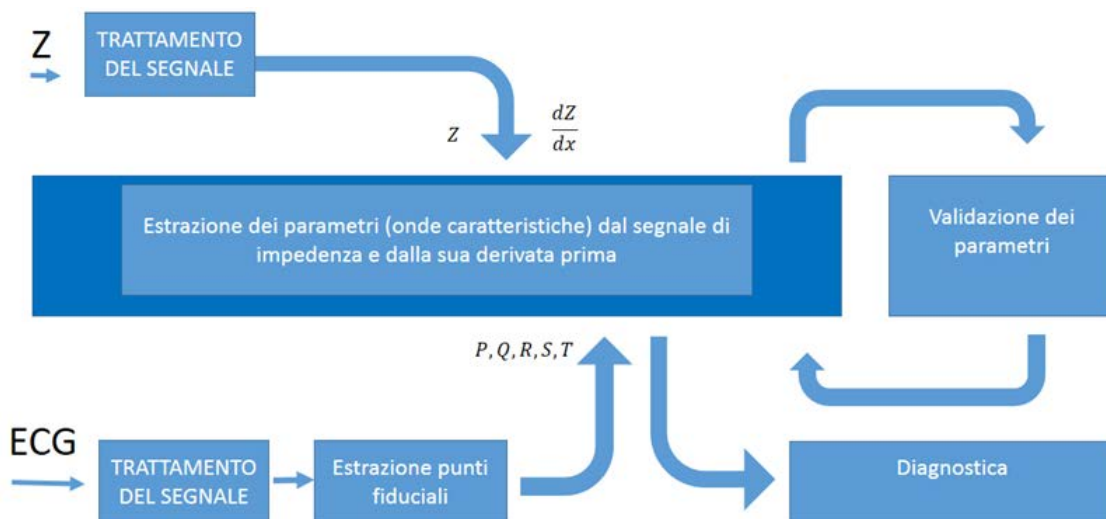 Z
TRATTAMENTO
DEL SEGNALE
Z
dZ
dx
Estrazione dei parametri (onde caratteristiche) dal segnale di
impedenza e dalla sua derivata prima
Validazione dei
parametri
P, Q, R, S, T
ECG
TRATTAMENTO
DEL SEGNALE
Estrazione punti
fiduciali
Diagnostica